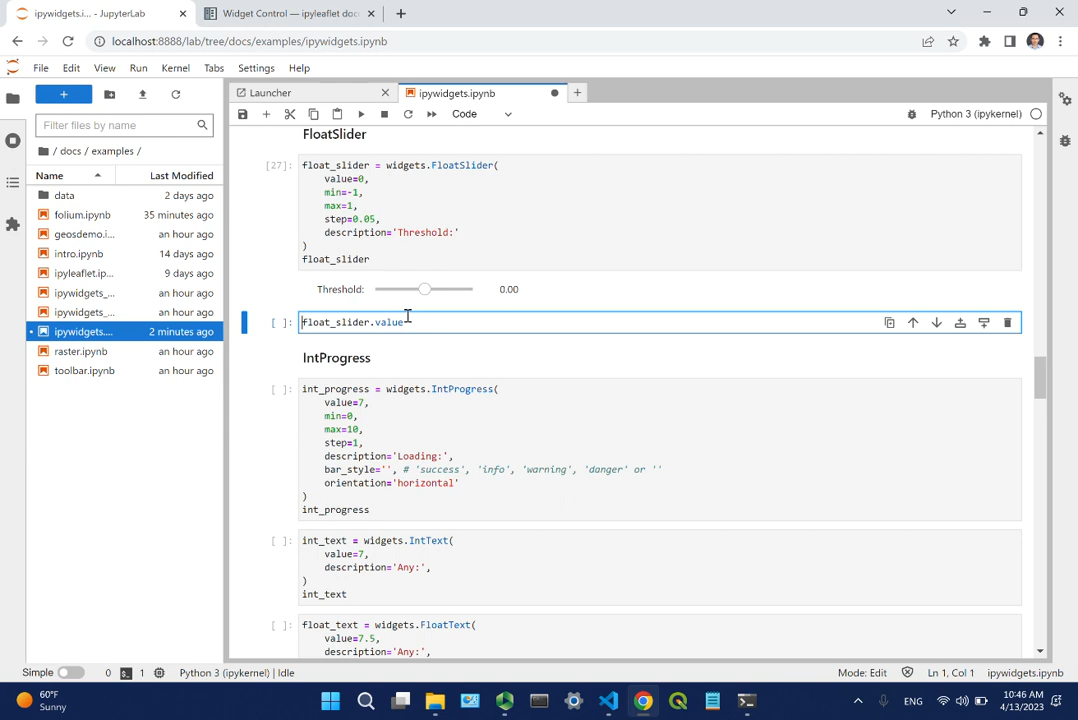 ipywidgets.i... - JupyterLab
Widget Control — ipyleaflet doc
localhost:8888/lab/tree/docs/examples/ipywidgets.ipynb
File Edit View Run Kernel Tabs Settings Help
Launcher
ipywidgets.ipynb
Code
Python 3 (ipykernel)
Filter files by name
/ docs / examples /
Name Last Modified
data 2 days ago
folium.ipynb 35 minutes ago
geosdemo.i... an hour ago
intro.ipynb 14 days ago
ipyleaflet.ip... 9 days ago
ipywidgets_... an hour ago
ipywidgets_... an hour ago
ipywidgets.... 2 minutes ago
raster.ipynb an hour ago
toolbar.ipynb an hour ago
FloatSlider
[27]: float_slider = widgets.FloatSlider(
value=0,
min=-1,
max=1,
step=0.05,
description='Threshold:'
)
float_slider
Threshold: 0.00
[ ]: float_slider.value
IntProgress
[ ]: int_progress = widgets.IntProgress(
value=7,
min=0,
max=10,
step=1,
description='Loading:',
bar_style='', # 'success', 'info', 'warning', 'danger' or ''
orientation='horizontal'
)
int_progress
[ ]: int_text = widgets.IntText(
value=7,
description='Any:',
)
int_text
[ ]: float_text = widgets.FloatText(
value=7.5,
description='Any:',
Simple 0 1 Python 3 (ipykernel) | Idle
Mode: Edit Ln 1, Col 1 ipywidgets.ipynb
60°F
Sunny
ENG
10:46 AM
4/13/2023